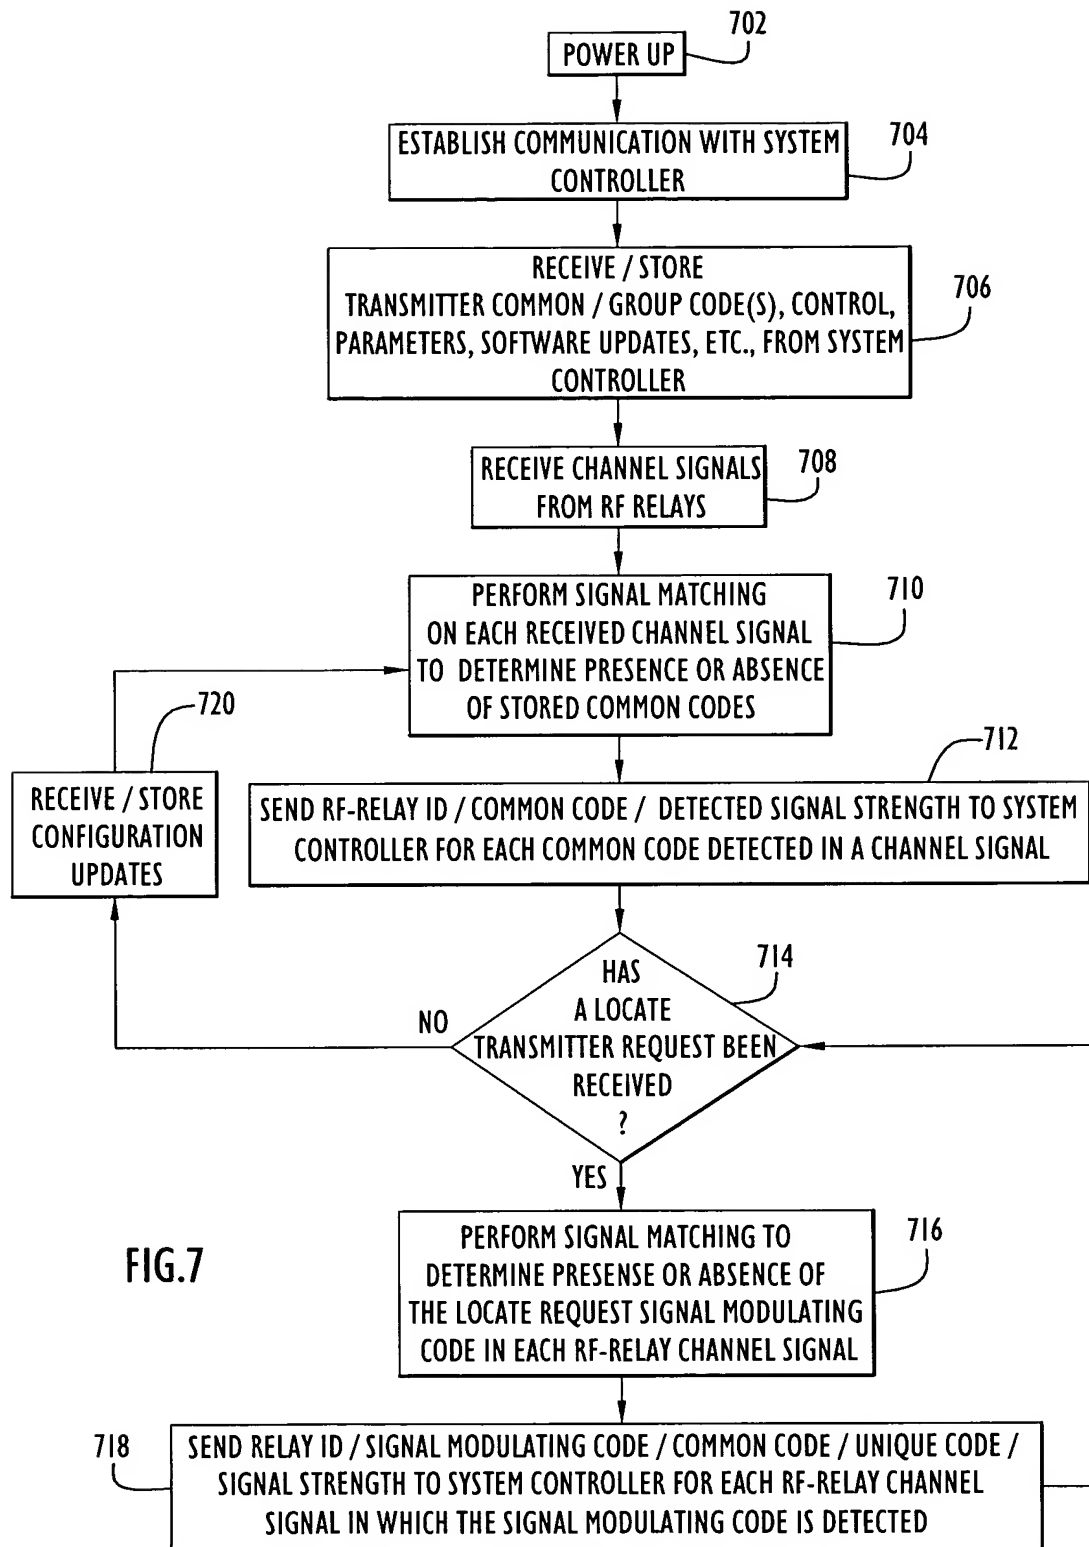 702
POWER UP
ESTABLISH COMMUNICATION WITH SYSTEM
CONTROLLER
704
RECEIVE / STORE
TRANSMITTER COMMON / GROUP CODE(S), CONTROL,
PARAMETERS, SOFTWARE UPDATES, ETC., FROM SYSTEM
CONTROLLER
706
RECEIVE CHANNEL SIGNALS
FROM RF RELAYS
708
PERFORM SIGNAL MATCHING
ON EACH RECEIVED CHANNEL SIGNAL
TO DETERMINE PRESENCE OR ABSENCE
OF STORED COMMON CODES
710
720
RECEIVE / STORE
CONFIGURATION
UPDATES
712
SEND RF-RELAY ID / COMMON CODE / DETECTED SIGNAL STRENGTH TO SYSTEM
CONTROLLER FOR EACH COMMON CODE DETECTED IN A CHANNEL SIGNAL
714
HAS
A LOCATE
TRANSMITTER REQUEST BEEN
RECEIVED
?
NO
YES
PERFORM SIGNAL MATCHING TO
DETERMINE PRESENSE OR ABSENCE OF
THE LOCATE REQUEST SIGNAL MODULATING
CODE IN EACH RF-RELAY CHANNEL SIGNAL
716
FIG.7
718
SEND RELAY ID / SIGNAL MODULATING CODE / COMMON CODE / UNIQUE CODE /
SIGNAL STRENGTH TO SYSTEM CONTROLLER FOR EACH RF-RELAY CHANNEL
SIGNAL IN WHICH THE SIGNAL MODULATING CODE IS DETECTED